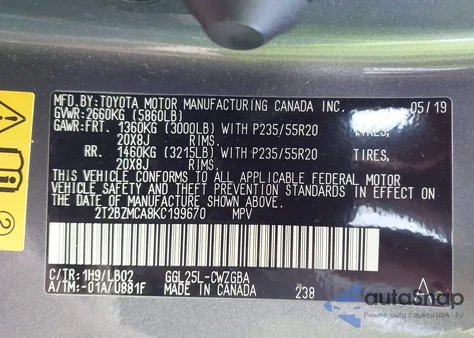 MFD.BY: TOYOTA MOTOR MANUFACTURING CANADA INC. 05/19
GVWR: 2660KG (5860LB)
GAWR: FRT. 1360KG (3000LB) WITH P235/55R20 TIRES,
20X8J RIMS.
RR. 1460KG (3215LB) WITH P235/55R20 TIRES,
20X8J RIMS.
THIS VEHICLE CONFORMS TO ALL APPLICABLE FEDERAL MOTOR
VEHICLE SAFETY AND THEFT PREVENTION STANDARDS IN EFFECT
ON THE DATE OF MANUFACTURE SHOWN ABOVE.
2T2BZMCA8KC199670 MPV
C/TR: 1H9/LB02 GGL25L-CWZGBA
A/TM: -01A/U881F MADE IN CANADA 238 A
autoSnap